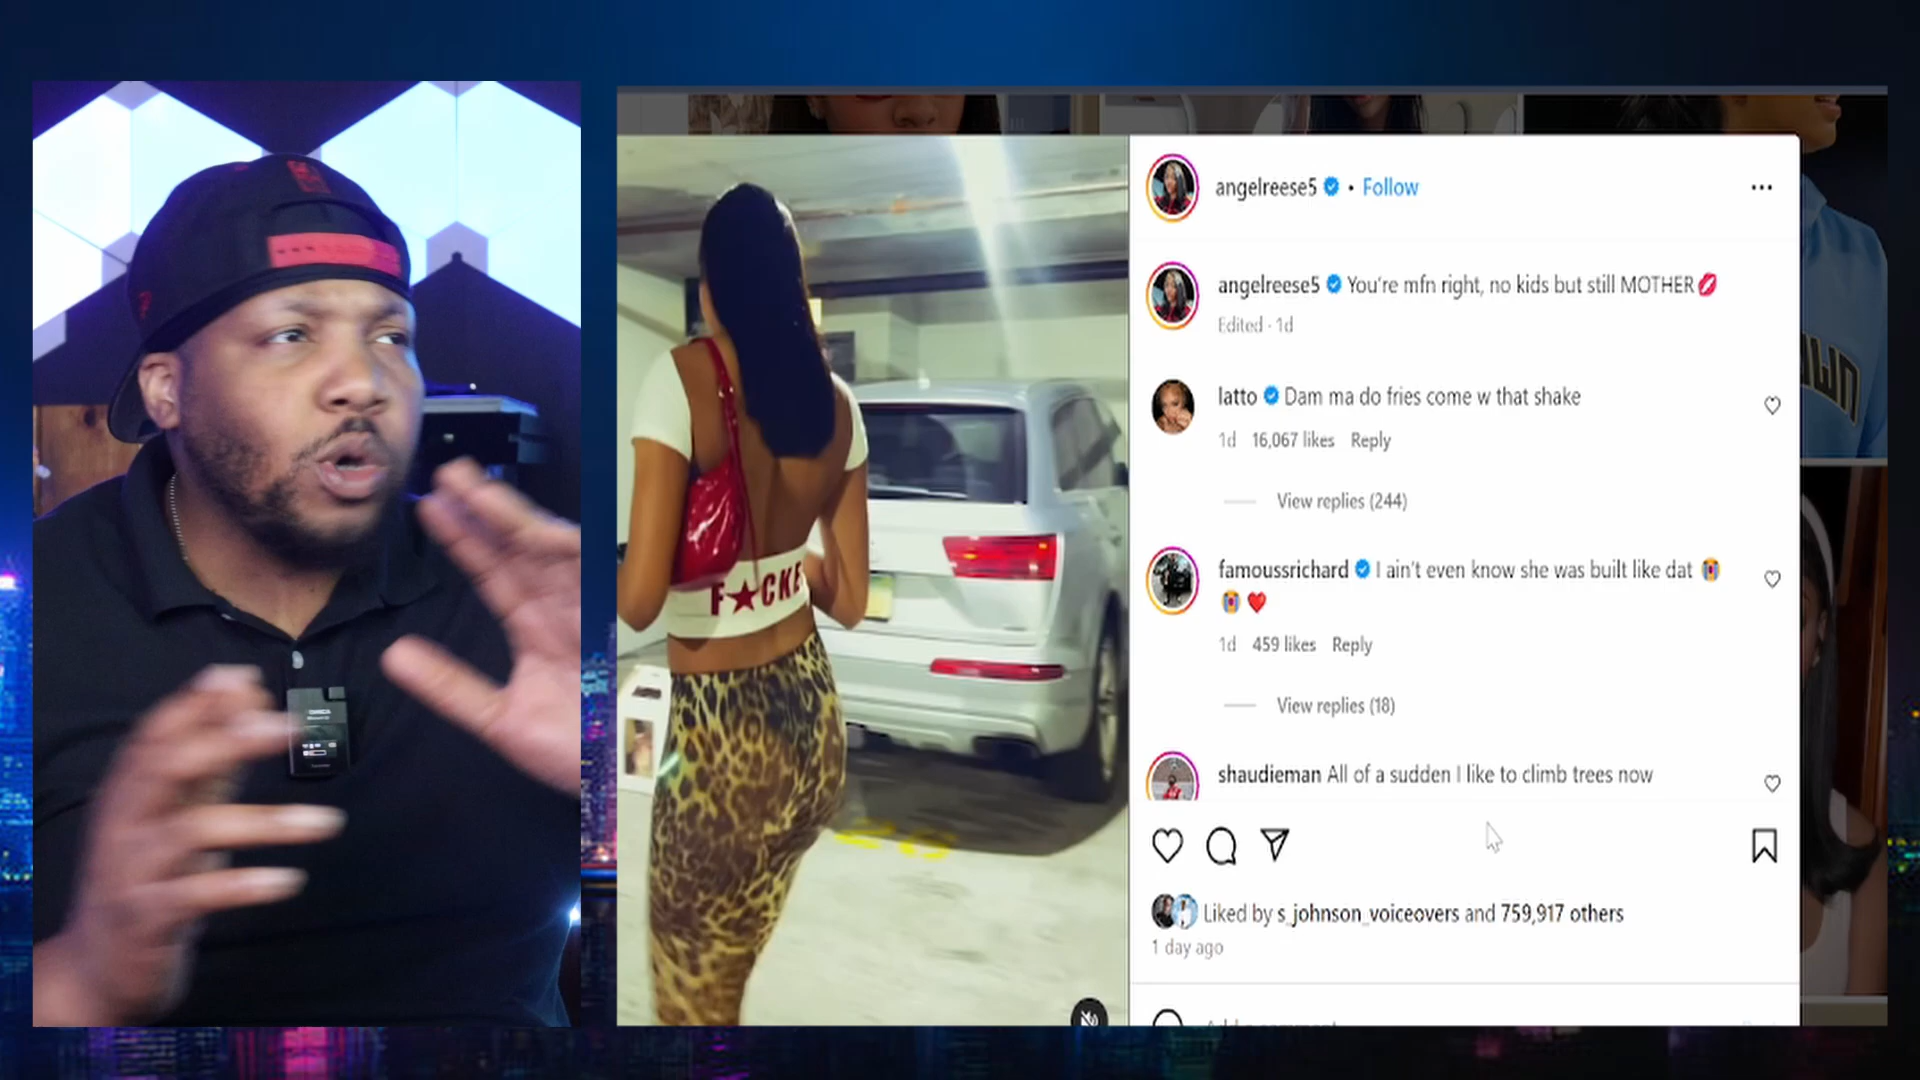 angelreese5 • Follow
angelreese5 You're mfn right, no kids but still MOTHER💋
Edited · 1d
latto Dam ma do fries come w that shake
1d 16,067 likes Reply
View replies (244)
famoussrichard I ain't even know she was built like dat 😭
😭 ❤️
1d 459 likes Reply
View replies (18)
shaudieman All of a sudden I like to climb trees now
Liked by s_johnson_voiceovers and 759,917 others
1 day ago
F★CKE